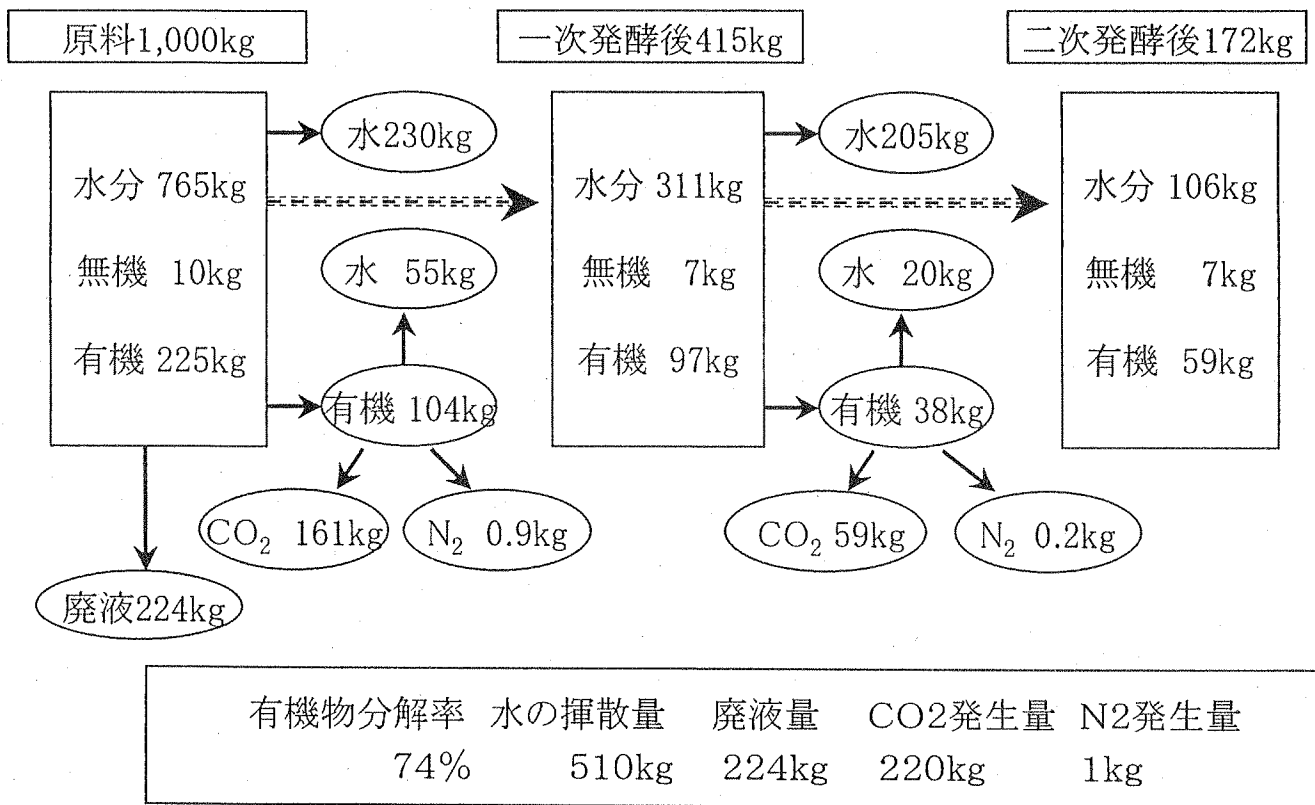 原料1,000kg
一次発酵後415kg
二次発酵後172kg
水230kg
水205kg
水分 765kg
水分 311kg
水分 106kg
水 55kg
水 20kg
無機 10kg
無機 7kg
無機 7kg
有機 225kg
有機 97kg
有機 59kg
有機 104kg
有機 38kg
CO₂ 161kg
N₂ 0.9kg
CO₂ 59kg
N₂ 0.2kg
廃液224kg
有機物分解率 水の揮散量 廃液量 CO2発生量 N2発生量
74% 510kg 224kg 220kg 1kg